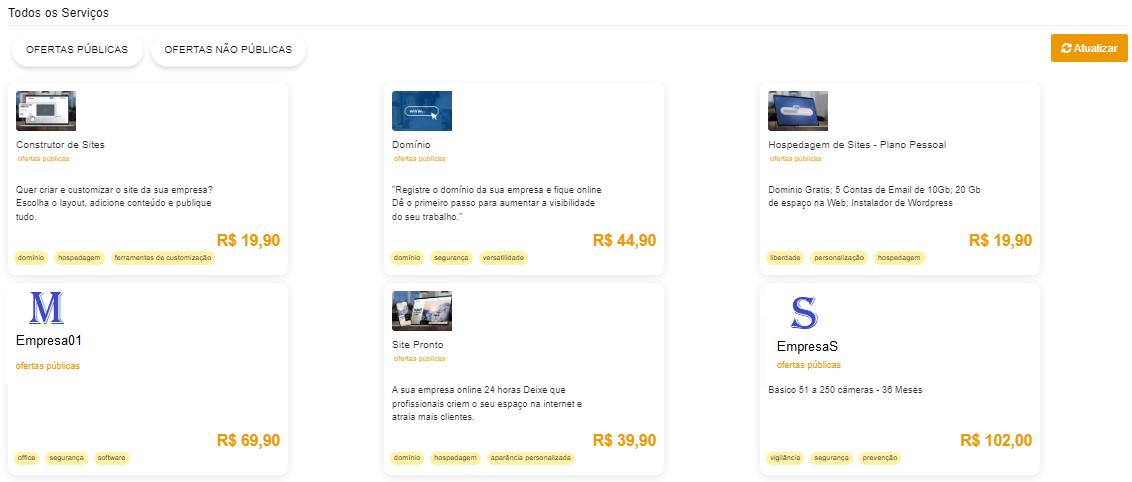 Todos os Serviços
OFERTAS PÚBLICAS
OFERTAS NÃO PÚBLICAS
Atualizar
Construtor de Sites
ofertas públicas
Quer criar e customizar o site da sua empresa?
Escolha o layout, adicione conteúdo e publique
tudo.
R$ 19,90
domínio
hospedagem
ferramentas de customização
www.
Domínio
ofertas públicas
"Registre o domínio da sua empresa e fique online
Dê o primeiro passo para aumentar a visibilidade
do seu trabalho."
R$ 44,90
domínio
segurança
versatilidade
Hospedagem de Sites - Plano Pessoal
ofertas públicas
Dominio Gratis; 5 Contas de Email de 10Gb; 20 Gb
de espaço na Web; Instalador de Wordpress
R$ 19,90
liberdade
personalização
hospedagem
M
Empresa01
ofertas públicas
R$ 69,90
office
segurança
software
Site Pronto
ofertas públicas
A sua empresa online 24 horas Deixe que
profissionais criem o seu espaço na internet e
atraia mais clientes.
R$ 39,90
domínio
hospedagem
aparência personalizada
S
EmpresaS
ofertas públicas
Básico 51 a 250 câmeras - 36 Meses
R$ 102,00
vigilância
segurança
prevenção